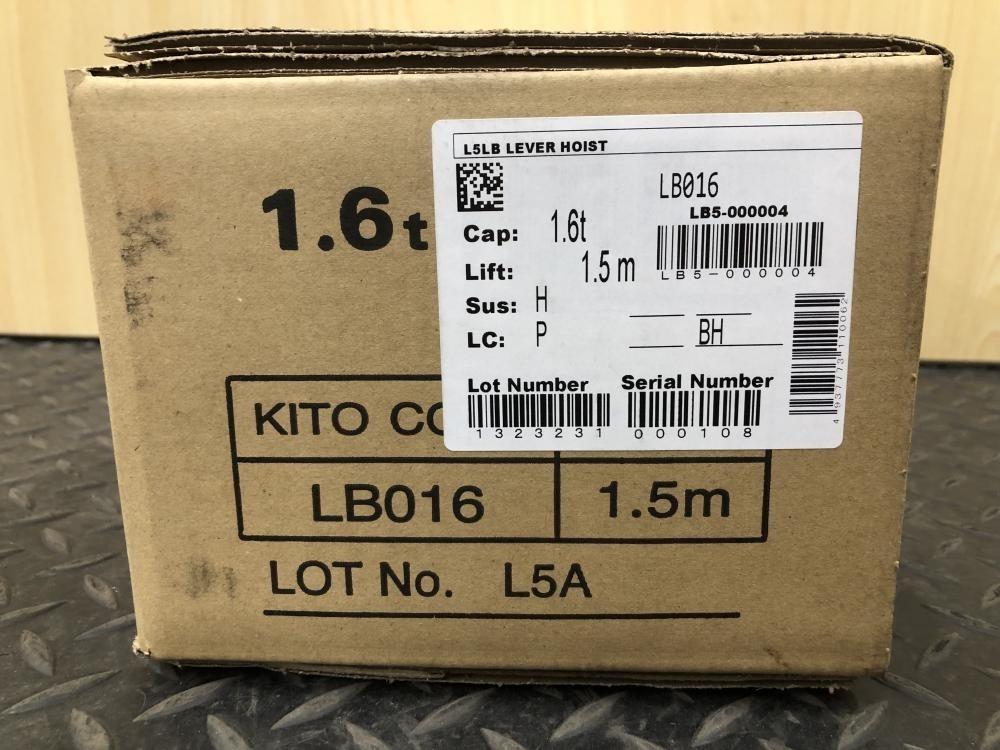 1.6t
L5LB LEVER HOIST
LB016
LB5-000004
Cap: 1.6t
LB5-000004
Lift: 1.5 m
Sus: H
LC: P BH
4937773110062
Lot Number Serial Number
1323231 000108
KITO CO
LB016 1.5m
LOT No. L5A